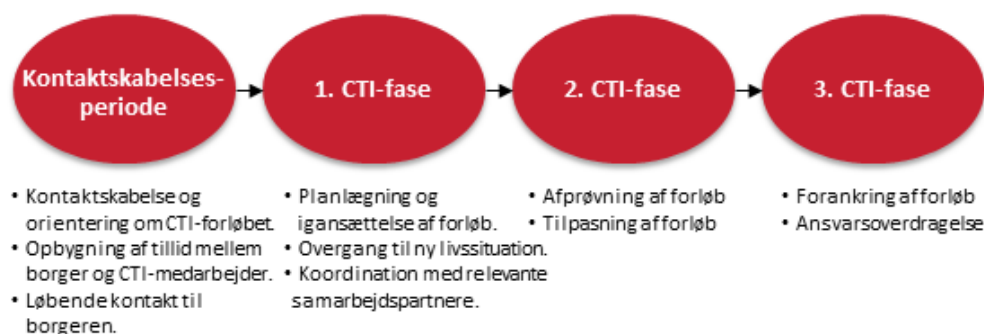 Kontaktskabelses-
periode
1. CTI-fase
2. CTI-fase
3. CTI-fase
• Kontaktskabelse og
orientering om CTI-forløbet.
• Opbygning af tillid mellem
borger og CTI-medarbejder.
• Løbende kontakt til
borgeren.
• Planlægning og
igansættelse af forløb.
• Overgang til ny livssituation.
• Koordination med relevante
samarbejdspartnere.
• Afprøvning af forløb
• Tilpasning af forløb
• Forankring af forløb
• Ansvarsoverdragelse